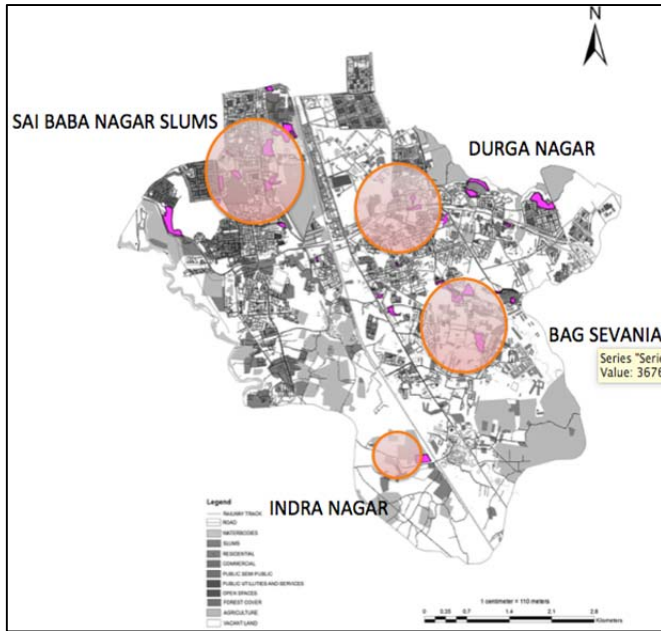 N
SAI BABA NAGAR SLUMS
DURGA NAGAR
BAG SEVANIA
Series "Serie
Value: 3676
INDRA NAGAR
Legend
RAILWAY TRACK
ROAD
WATERBODIES
SLUMS
RESIDENTIAL
COMMERCIAL
PUBLIC SEMI PUBLIC
PUBLIC UTILITIES AND SERVICES
OPEN SPACES
FOREST COVER
AGRICULTURE
VACANT LAND
1 centimeter = 110 meters
0 0.35 0.7 1.4 2.1 2.8
Kilometers